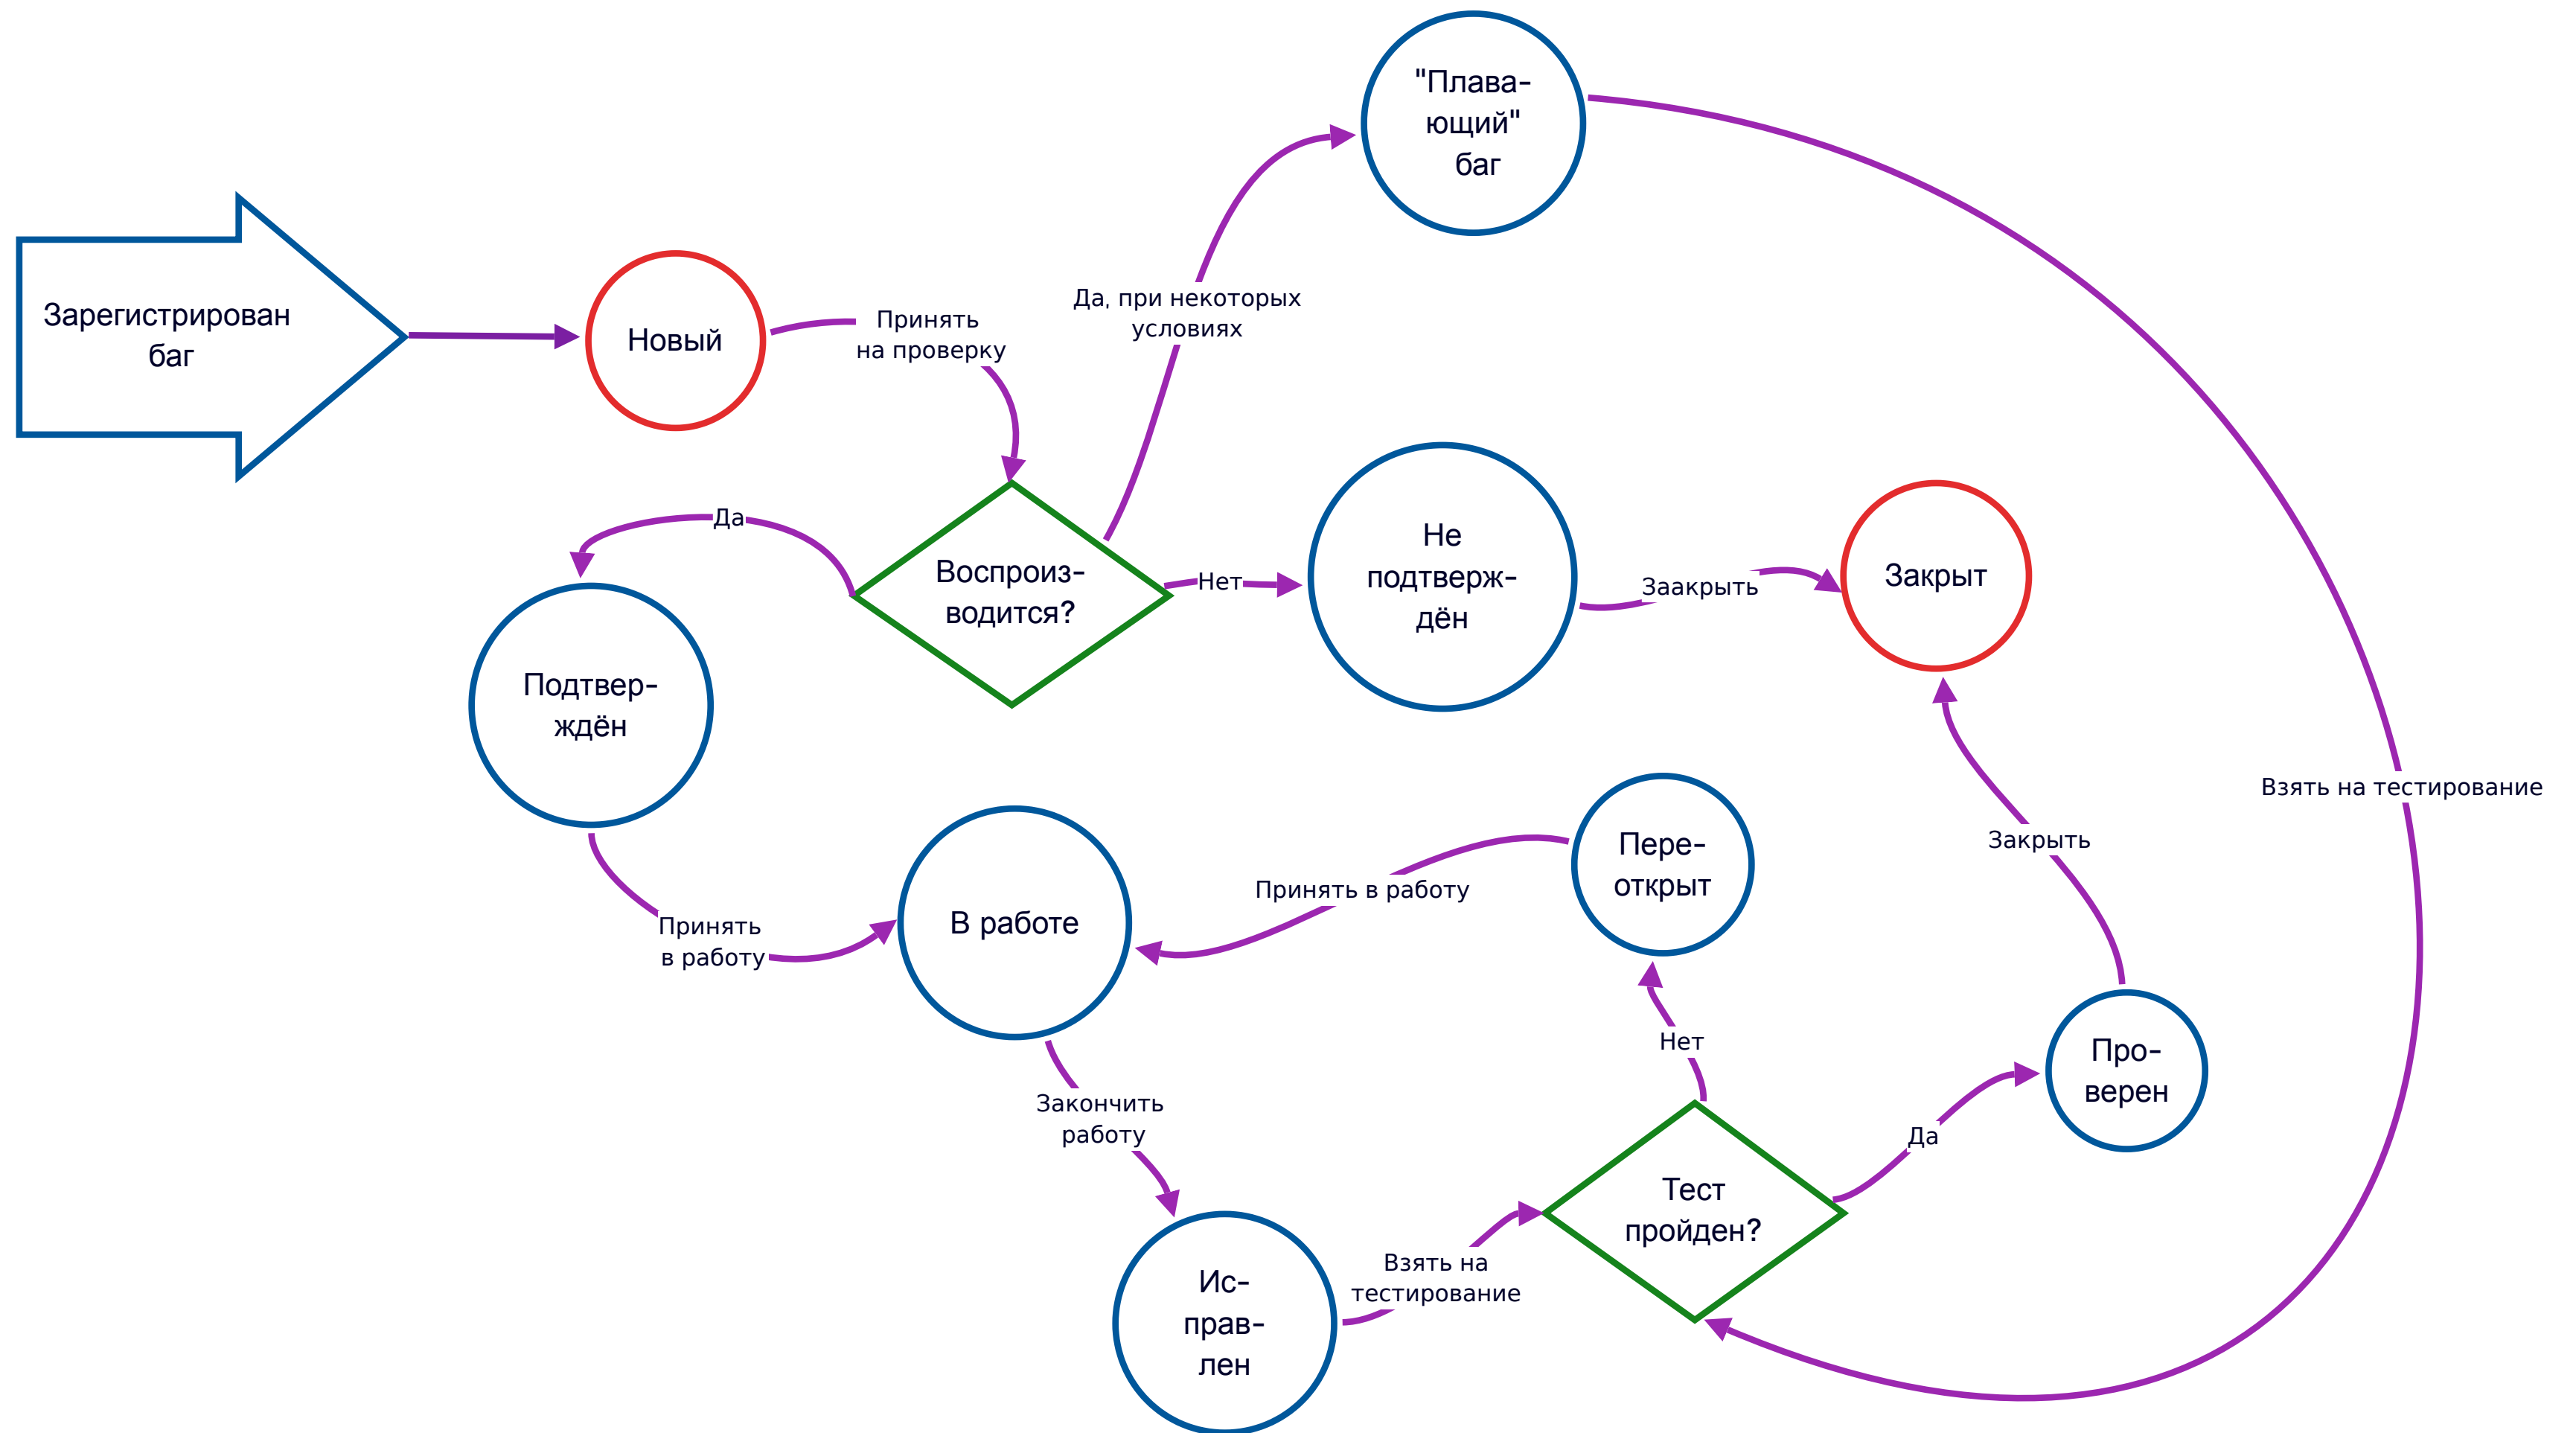 "Плава-
ющий"
баг
Зарегистрирован
баг
Новый
Принять
на проверку
Да, при некоторых
условиях
Да
Воспроиз-
водится?
Нет
Не
подтверж-
дён
Заакрыть
Закрыт
Подтвер-
ждён
Взять на тестирование
Принять
в работу
В работе
Принять в работу
Пере-
открыт
Закрыть
Нет
Про-
верен
Закончить
работу
Да
Тест
пройден?
Взять на
тестирование
Ис-
прав-
лен